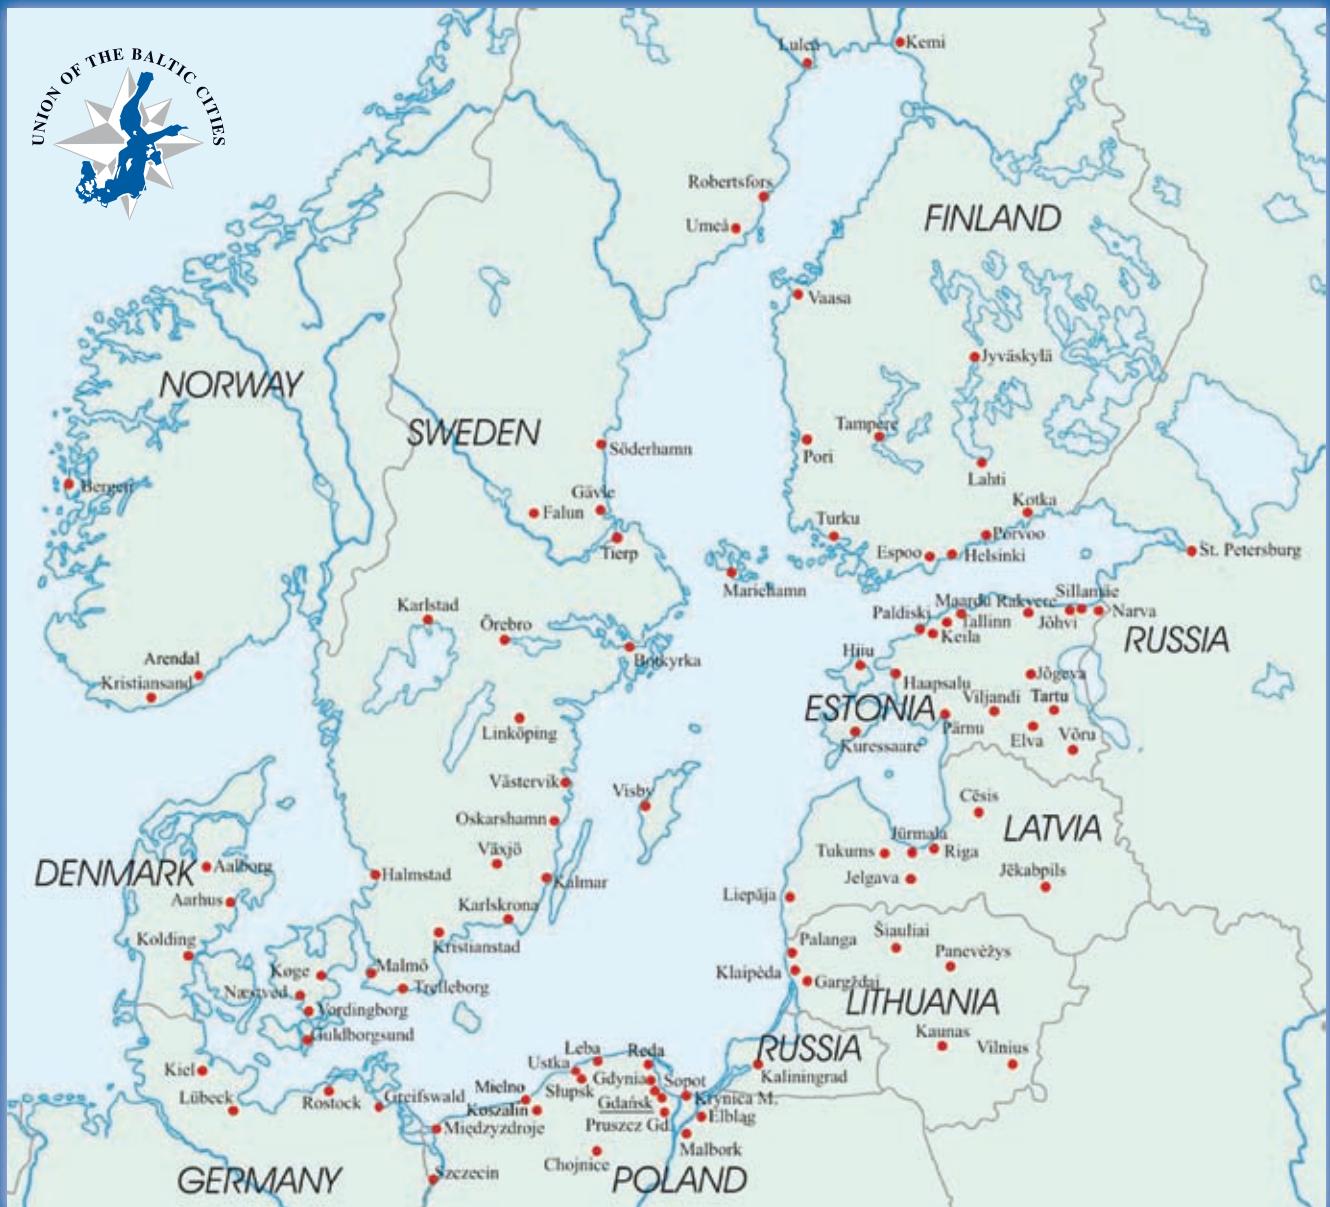 UNION OF THE BALTIC CITIES
Luleå
Kemi
Robertsfors
Umeå
FINLAND
Vaasa
Jyväskylä
NORWAY
SWEDEN
Tampere
Söderhamn
Pori
Lahti
Bergen
Gävle
Falun
Kotka
Turku
Porvoo
Tierp
Espoo
Helsinki
St. Petersburg
Mariehamn
Karlstad
Örebro
Paldiski
Maardu
Rakvere
Sillamäe
Tallinn
Jõhvi
Narva
Keila
RUSSIA
Hiiu
Arendal
Botkyrka
Kristiansand
Haapsalu
Jõgeva
Viljandi
Tartu
ESTONIA
Pärnu
Linköping
Kuressaare
Elva
Võru
Västervik
Visby
Cēsis
Oskarshamn
LATVIA
Jūrmala
Växjö
Tukums
Riga
DENMARK
Aalborg
Halmstad
Kalmar
Jelgava
Jēkabpils
Aarhus
Karlskrona
Liepāja
Kolding
Kristianstad
Palanga
Šiauliai
Panevėžys
Køge
Malmö
Klaipėda
Gargždai
Næstved
Trelleborg
LITHUANIA
Vordingborg
Guldborgsund
Kaunas
Vilnius
RUSSIA
Leba
Reda
Kiel
Ustka
Gdynia
Sopot
Kaliningrad
Lübeck
Rostock
Greifswald
Mielno
Słupsk
Gdańsk
Krynica M.
Koszalin
Elbląg
Międzyzdroje
Pruszcz Gd.
Malbork
Chojnice
Szczecin
GERMANY
POLAND